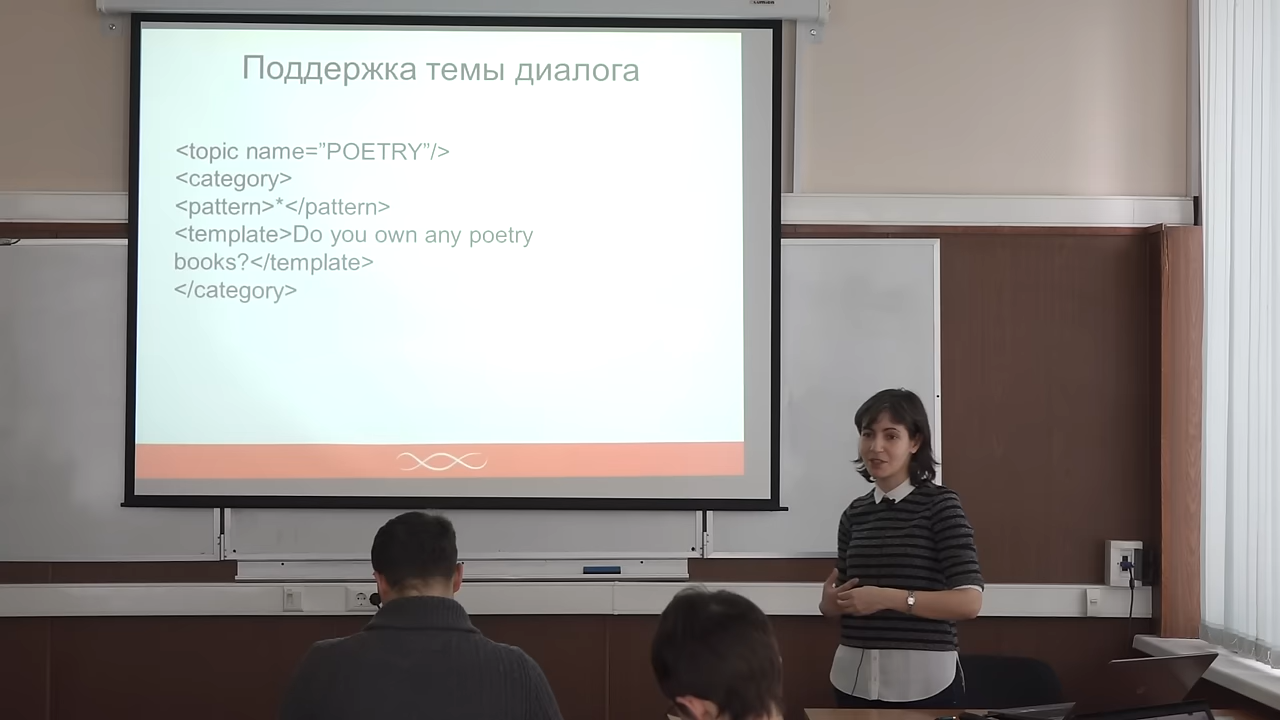 Поддержка темы диалога
<topic name=”POETRY”/>
<category>
<pattern>*</pattern>
<template>Do you own any poetry
books?</template>
</category>